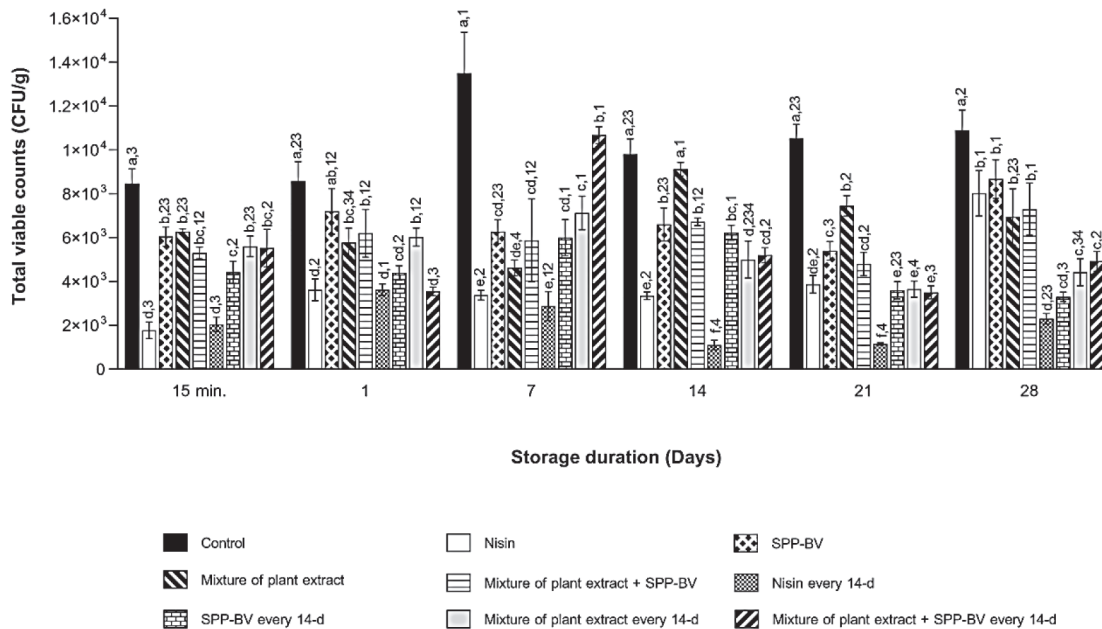 Total viable counts (CFU/g)
1.6×10⁴
1.4×10⁴
1.2×10⁴
1×10⁴
8×10³
6×10³
4×10³
2×10³
0
a,3
d,3
b,23
b,23
bc,12
d,3
c,2
b,23
bc,2
a,23
d,2
ab,12
bc,34
b,12
d,1
cd,2
b,12
d,3
a,1
e,2
cd,23
de,4
cd,12
e,12
cd,1
c,1
b,1
a,23
e,2
b,23
a,1
b,12
f,4
bc,1
d,234
cd,2
a,23
de,2
c,3
b,2
cd,2
f,4
e,23
e,4
e,3
a,2
b,1
b,1
b,23
b,1
d,23
cd,3
c,34
c,2
15 min.
1
7
14
21
28
Storage duration (Days)
Control
Nisin
SPP-BV
Mixture of plant extract
Mixture of plant extract + SPP-BV
Nisin every 14-d
SPP-BV every 14-d
Mixture of plant extract every 14-d
Mixture of plant extract + SPP-BV every 14-d